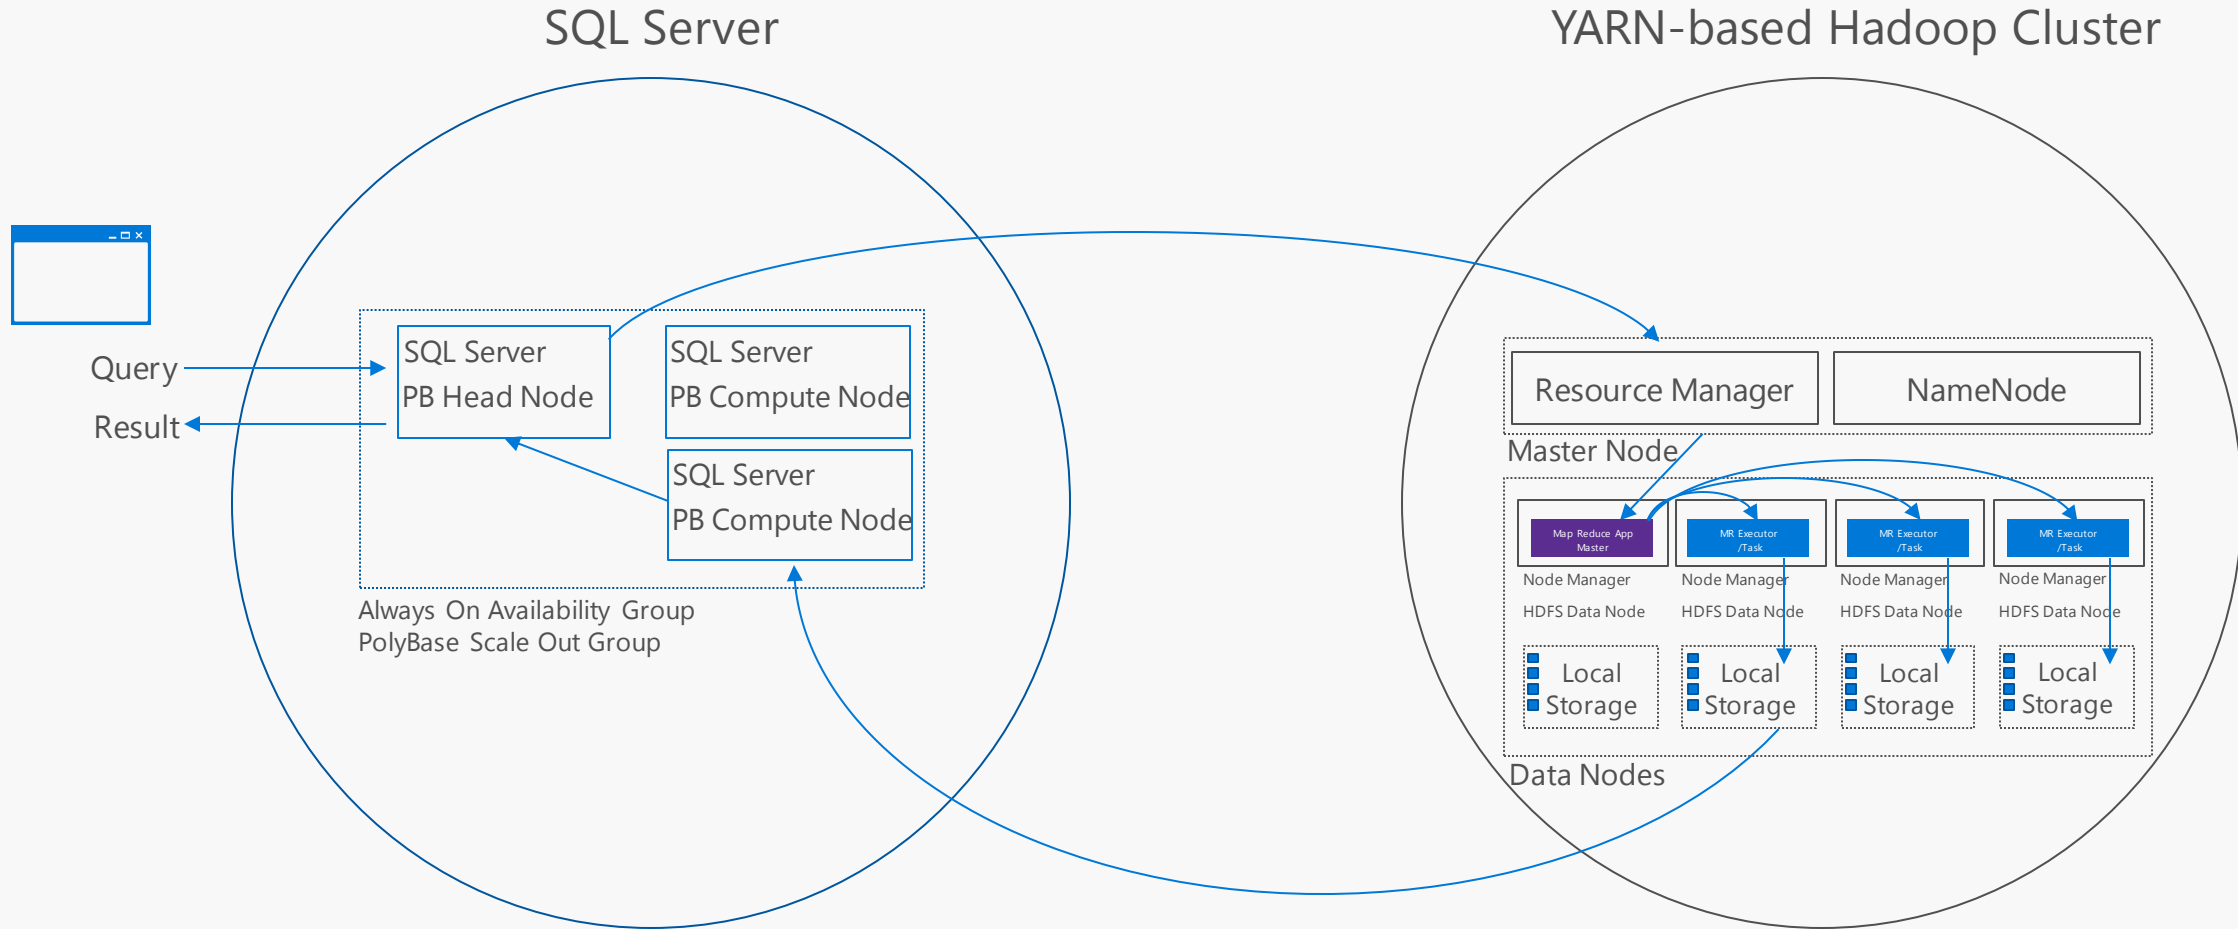 SQL Server
YARN-based Hadoop Cluster
Query
Result
SQL Server
PB Head Node
SQL Server
PB Compute Node
SQL Server
PB Compute Node
Always On Availability Group
PolyBase Scale Out Group
Resource Manager
NameNode
Master Node
Map Reduce App
Master
MR Executor
/Task
MR Executor
/Task
MR Executor
/Task
Node Manager
Node Manager
Node Manager
Node Manager
HDFS Data Node
HDFS Data Node
HDFS Data Node
HDFS Data Node
Local
Storage
Local
Storage
Local
Storage
Local
Storage
Data Nodes